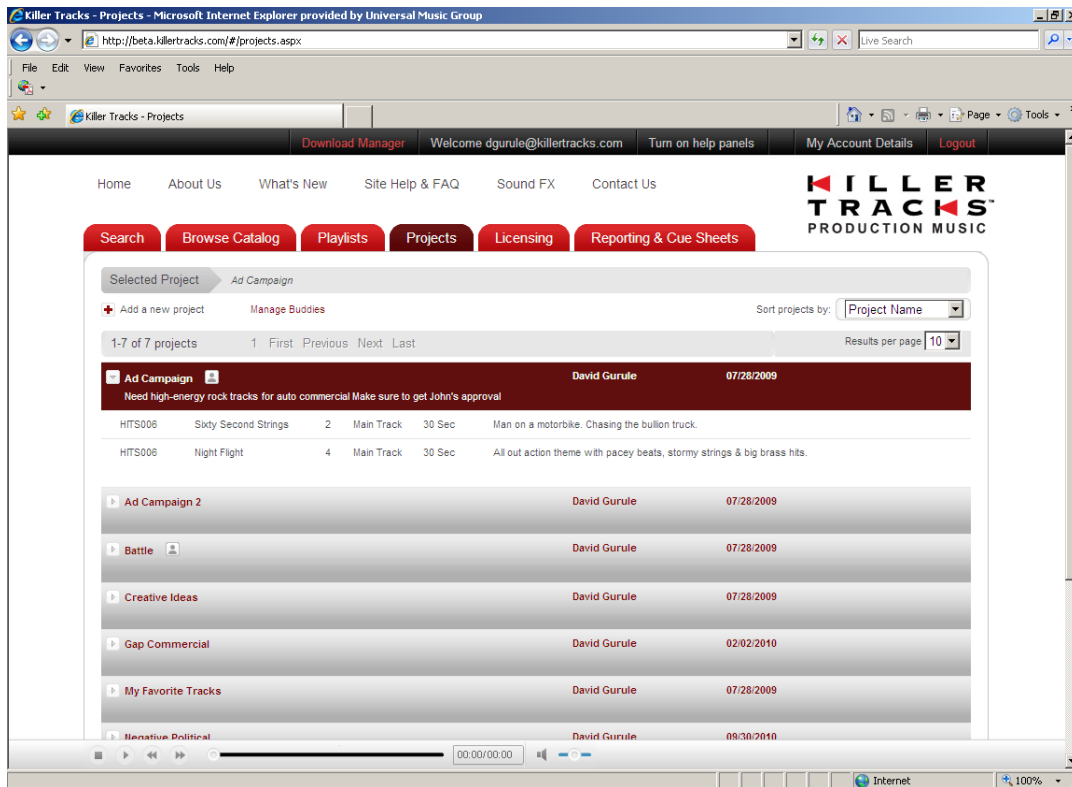 Killer Tracks - Projects - Microsoft Internet Explorer provided by Universal Music Group
http://beta.killertracks.com/#/projects.aspx
Live Search
File Edit View Favorites Tools Help
Killer Tracks - Projects
Page Tools
Download Manager Welcome dgurule@killertracks.com Turn on help panels My Account Details Logout
Home About Us What's New Site Help & FAQ Sound FX Contact Us
KILLER
TRACKS™
PRODUCTION MUSIC
Search Browse Catalog Playlists Projects Licensing Reporting & Cue Sheets
Selected Project Ad Campaign
Add a new project Manage Buddies Sort projects by: Project Name
1-7 of 7 projects 1 First Previous Next Last Results per page 10
Ad Campaign David Gurule 07/28/2009
Need high-energy rock tracks for auto commercial Make sure to get John's approval
HITS006 Sixty Second Strings 2 Main Track 30 Sec Man on a motorbike. Chasing the bullion truck.
HITS006 Night Flight 4 Main Track 30 Sec All out action theme with pacey beats, stormy strings & big brass hits.
Ad Campaign 2 David Gurule 07/28/2009
Battle David Gurule 07/28/2009
Creative Ideas David Gurule 07/28/2009
Gap Commercial David Gurule 02/02/2010
My Favorite Tracks David Gurule 07/28/2009
Negative Political David Gurule 09/30/2010
00:00/00:00
Internet 100%